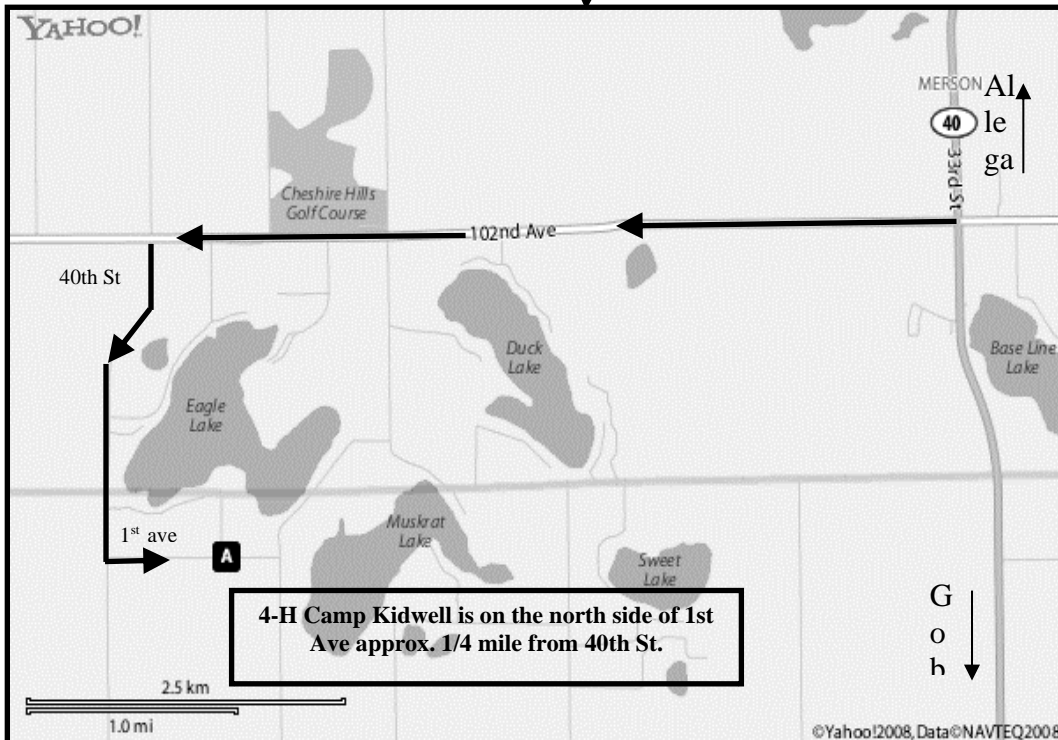 YAHOO!
MERSON
Al
le
ga
40
33rd St
Cheshire Hills
Golf Course
102nd Ave
40th St
Duck
Lake
Base Line
Lake
Eagle
Lake
Muskrat
Lake
1st ave
A
Sweet
Lake
4-H Camp Kidwell is on the north side of 1st
Ave approx. 1/4 mile from 40th St.
G
o
b
2.5 km
1.0 mi
©Yahoo!2008, Data©NAVTEQ2008